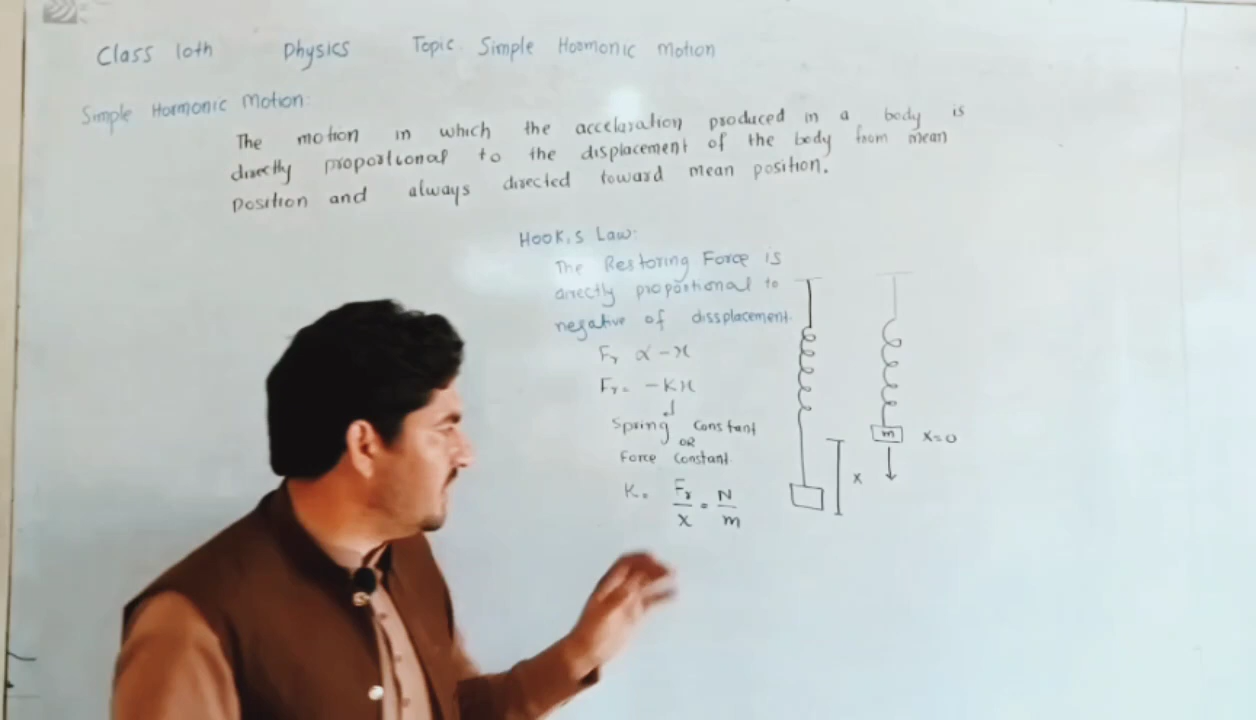 Class 10th Physics Topic. Simple Hormonic motion
Simple Hormonic Motion:
The motion in which the acceleration produced in a body is
directly proportional to the displacement of the body from mean
position and always directed toward mean position.
Hook,s Law:
The Restoring Force is
directly proportional to
negative of dissplacement.
Fr ∝ -x
Fr = -Kx
Spring Constant
OR
Force Constant.
K = Fr/x = N/m
m
x=0
x